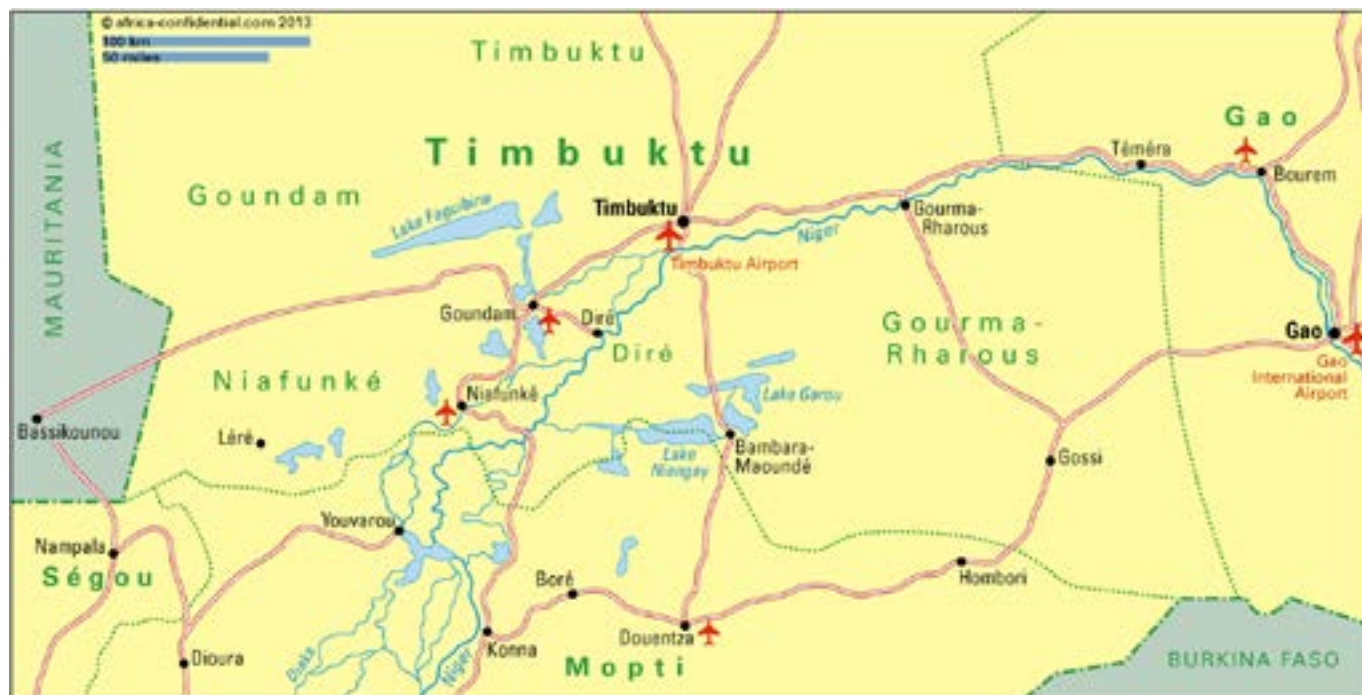 © africa-confidential.com 2013
100 km
50 miles
Timbuktu
Timbuktu
Gao
Téméra
Bourem
MAURITANIA
Goundam
Lake Faguibine
Timbuktu
Gourma-
Rharous
Niger
Timbuktu Airport
Goundam
Diré
Diré
Gourma-
Rharous
Gao
Gao
International
Airport
Niafunké
Niafunké
Lake Garou
Bassikounou
Léré
Lake
Niangay
Bambara-
Maoundé
Gossi
Youvarou
Nampala
Ségou
Boré
Hombori
Konna
Douentza
Dioura
Diaka
Niger
Mopti
BURKINA FASO